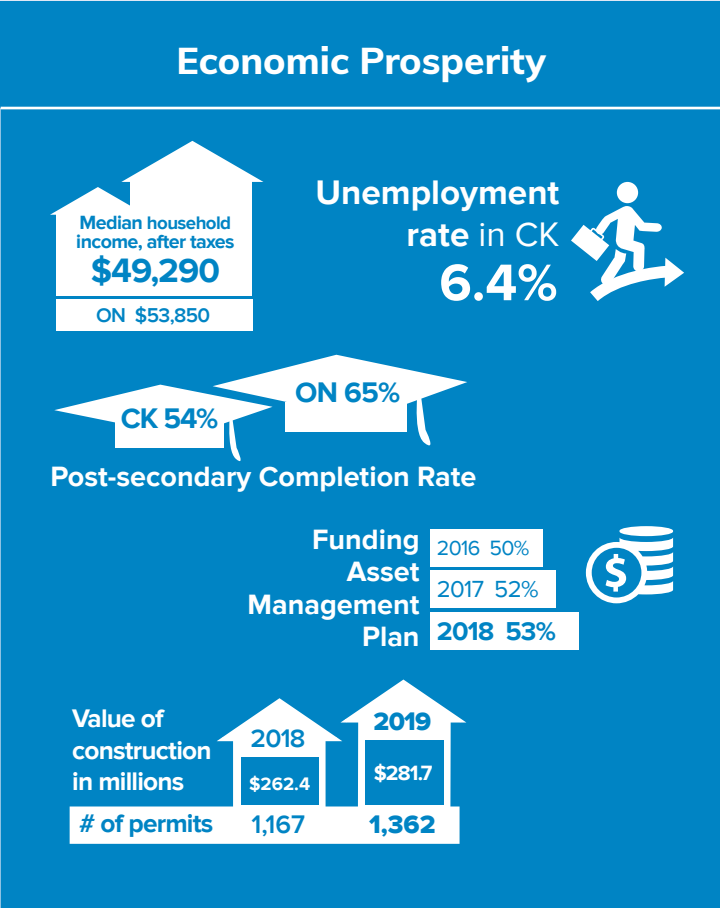 Economic Prosperity
Median household
income, after taxes
$49,290
ON $53,850
Unemployment
rate in CK
6.4%
CK 54%
ON 65%
Post-secondary Completion Rate
Funding
Asset
Management
Plan
2016 50%
2017 52%
2018 53%
$
Value of
construction
in millions
2018
$262.4
2019
$281.7
# of permits 1,167 1,362